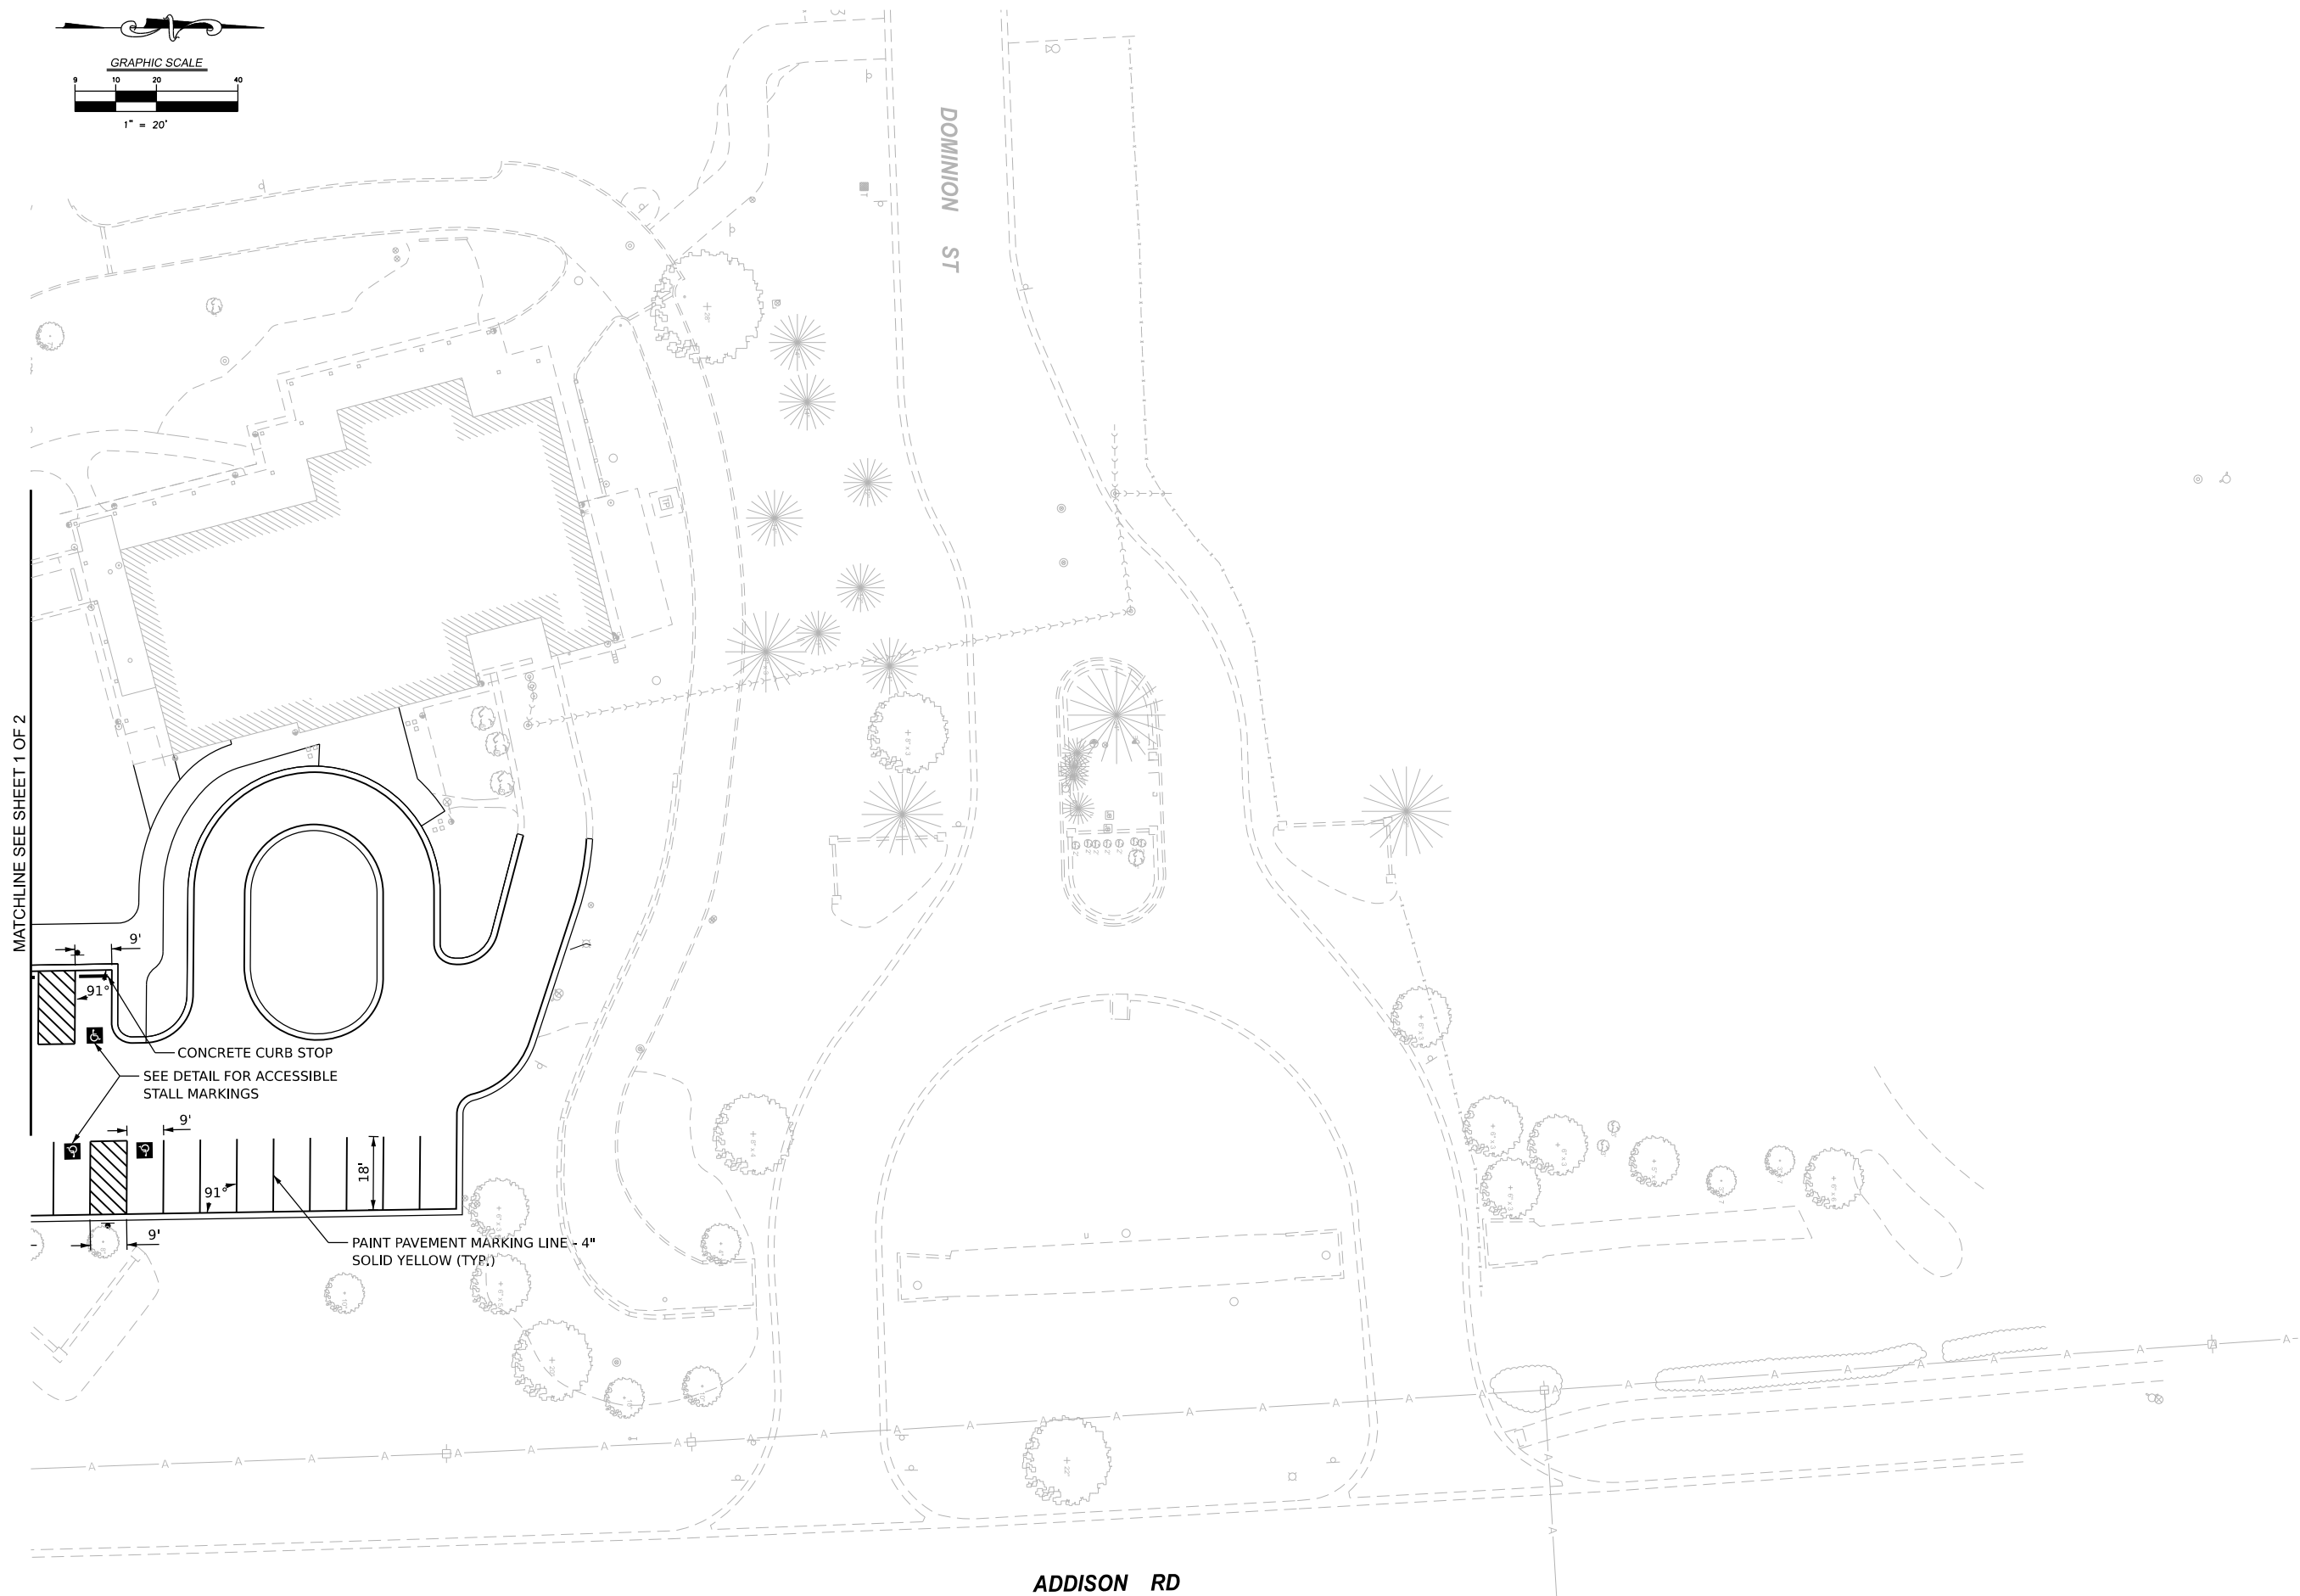 GRAPHIC SCALE
9 10 20 40
1" = 20'
DOMINION ST
MATCHLINE SEE SHEET 1 OF 2
9'
91°
CONCRETE CURB STOP
SEE DETAIL FOR ACCESSIBLE
STALL MARKINGS
9'
18'
91°
9'
PAINT PAVEMENT MARKING LINE - 4"
SOLID YELLOW (TYP.)
ADDISON RD